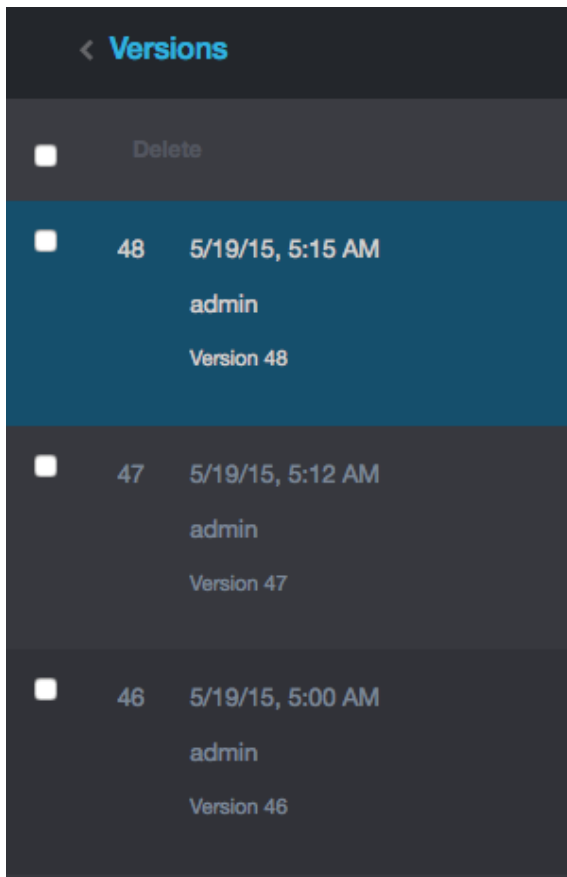 Versions
Delete
48 5/19/15, 5:15 AM
admin
Version 48
47 5/19/15, 5:12 AM
admin
Version 47
46 5/19/15, 5:00 AM
admin
Version 46